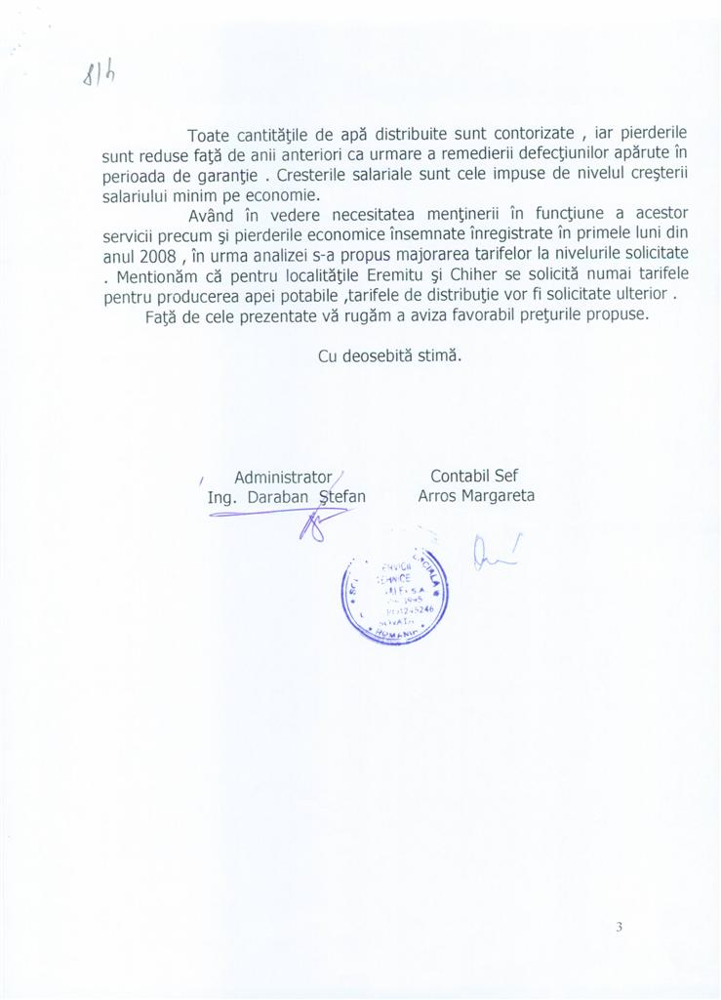 8/4
Toate cantităţile de apă distribuite sunt contorizate , iar pierderile
sunt reduse faţă de anii anteriori ca urmare a remedierii defecţiunilor apărute în
perioada de garanţie . Cresterile salariale sunt cele impuse de nivelul creşterii
salariului minim pe economie.
Având în vedere necesitatea menţinerii în funcţiune a acestor
servicii precum şi pierderile economice însemnate înregistrate în primele luni din
anul 2008 , în urma analizei s-a propus majorarea tarifelor la nivelurile solicitate
. Mentionăm că pentru localităţile Eremitu şi Chiher se solicită numai tarifele
pentru producerea apei potabile ,tarifele de distribuţie vor fi solicitate ulterior .
Faţă de cele prezentate vă rugăm a aviza favorabil preţurile propuse.
Cu deosebită stimă.
Administrator
Contabil Sef
Ing. Daraban Ştefan
Arros Margareta
S.A.
ROMANIA
3